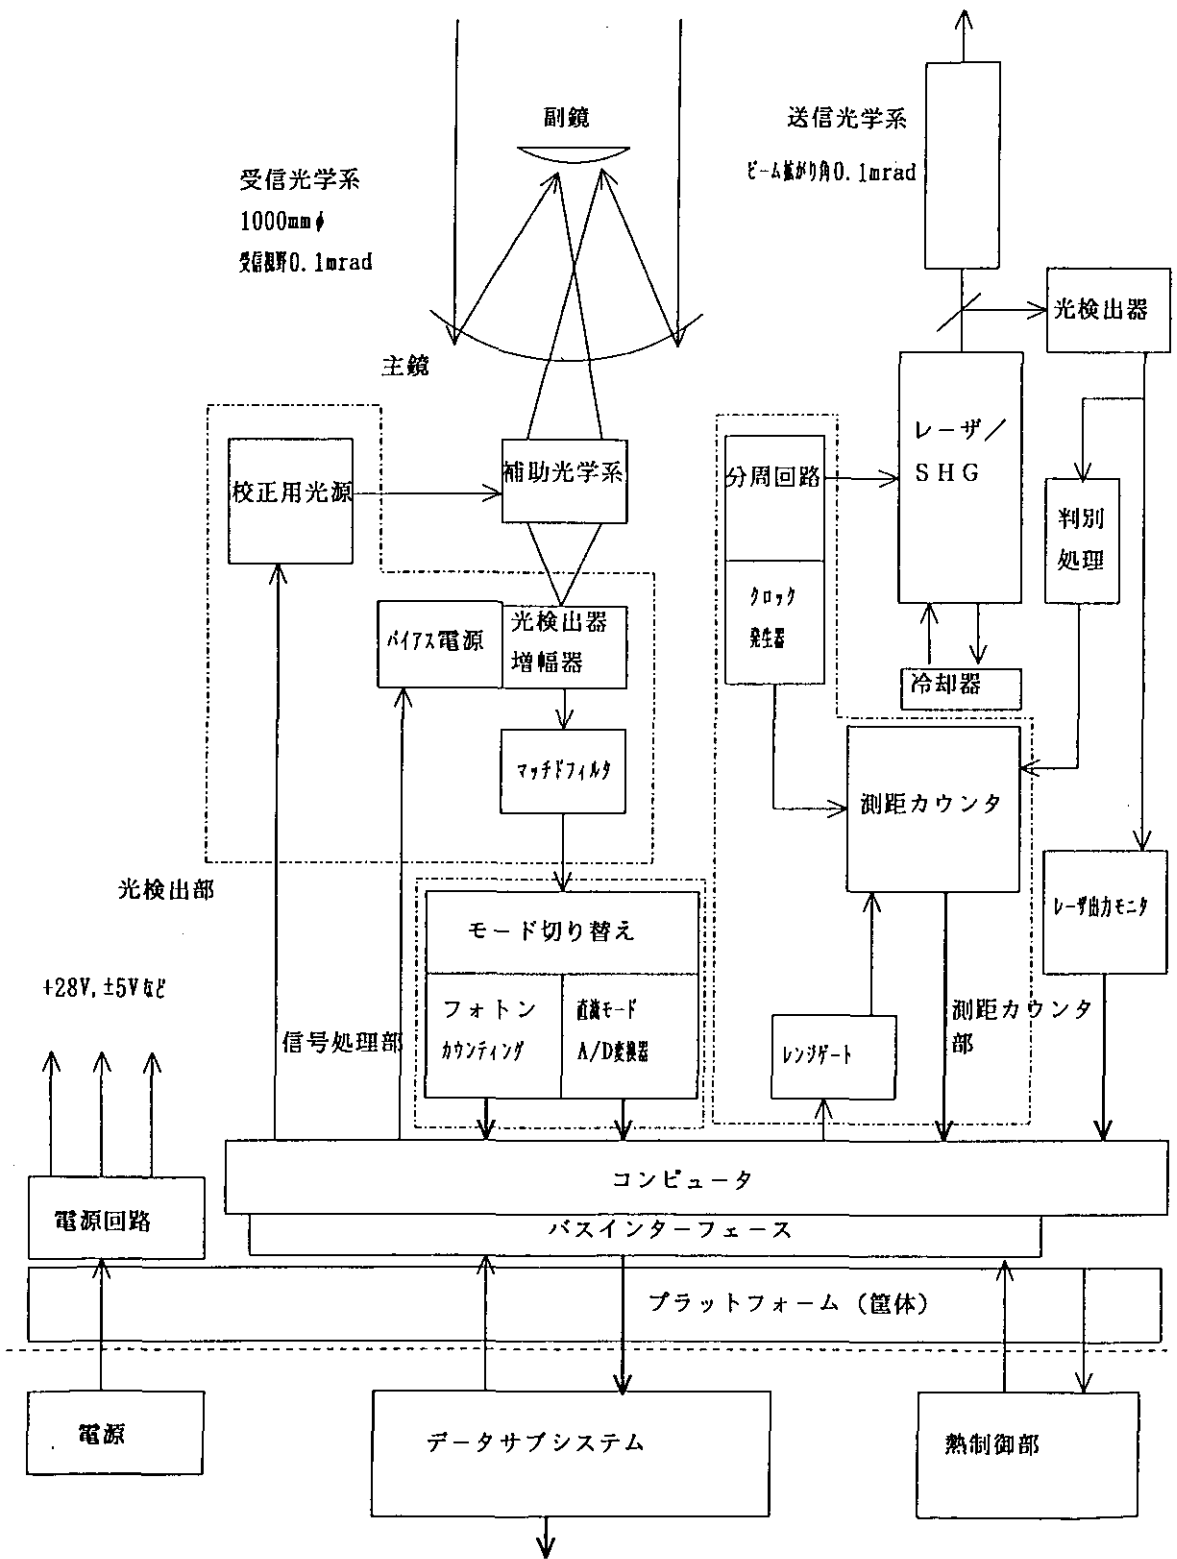 副鏡
送信光学系
ビーム拡がり角0.1mrad
受信光学系
1000mmφ
受信視野0.1mrad
光検出器
主鏡
レーザ/
SHG
分周回路
補助光学系
校正用光源
判別
処理
クロック
発生器
光検出器
増幅器
バイアス電源
冷却器
マッチドフィルタ
測距カウンタ
光検出部
レーザ出力モニタ
モード切り替え
+28V,±5Vなど
フォトン
カウンティング
直流モード
A/D変換器
信号処理部
測距カウンタ
部
レンジゲート
コンピュータ
電源回路
バスインターフェース
プラットフォーム(筐体)
電源
データサブシステム
熱制御部